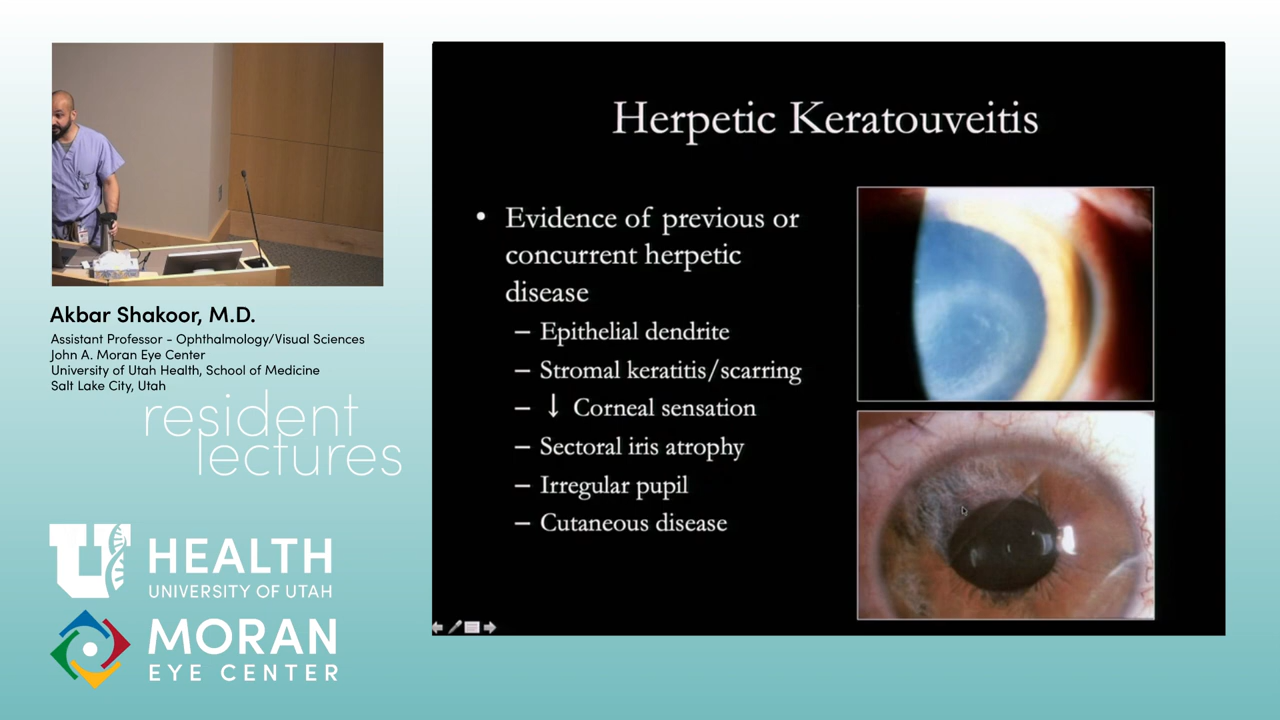 Herpetic Keratouveitis
• Evidence of previous or
concurrent herpetic
disease
– Epithelial dendrite
– Stromal keratitis/scarring
– ↓ Corneal sensation
– Sectoral iris atrophy
– Irregular pupil
– Cutaneous disease
Akbar Shakoor, M.D.
Assistant Professor - Ophthalmology/Visual Sciences
John A. Moran Eye Center
University of Utah Health, School of Medicine
Salt Lake City, Utah
resident
lectures
U HEALTH
UNIVERSITY OF UTAH
MORAN
EYE CENTER